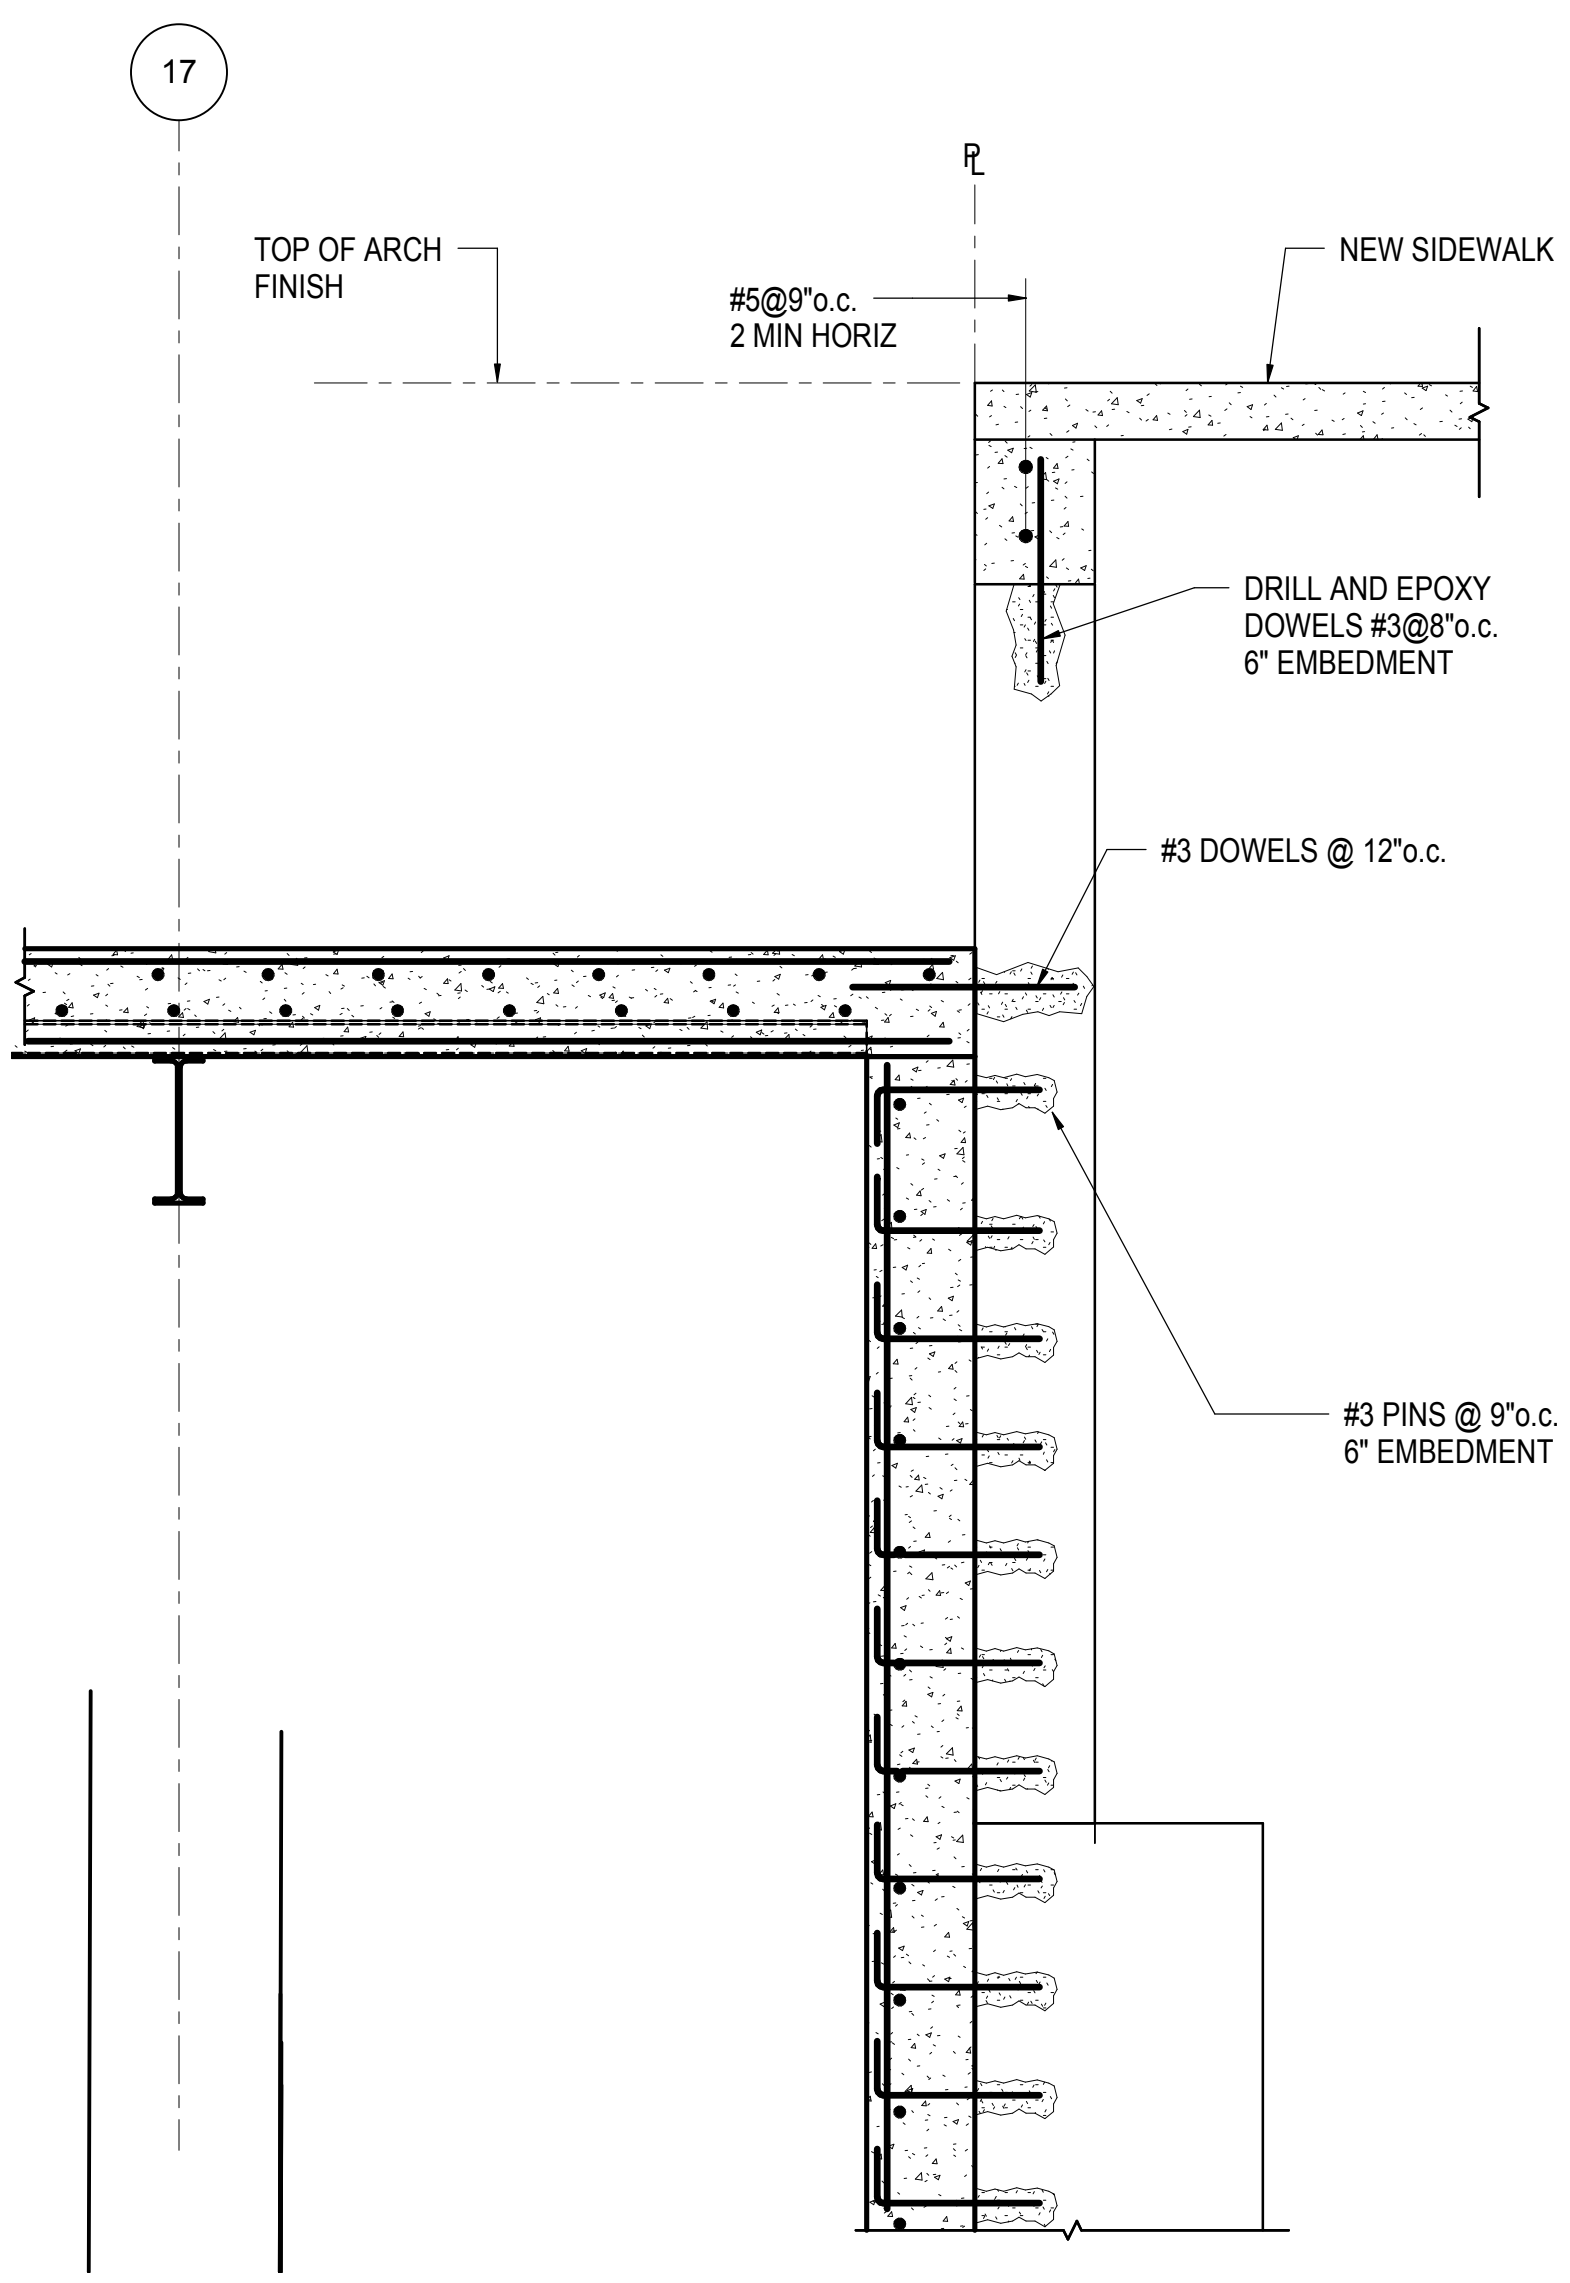 17
PL
TOP OF ARCH
FINISH
NEW SIDEWALK
#5@9"o.c.
2 MIN HORIZ
DRILL AND EPOXY
DOWELS #3@8"o.c.
6" EMBEDMENT
#3 DOWELS @ 12"o.c.
#3 PINS @ 9"o.c.
6" EMBEDMENT